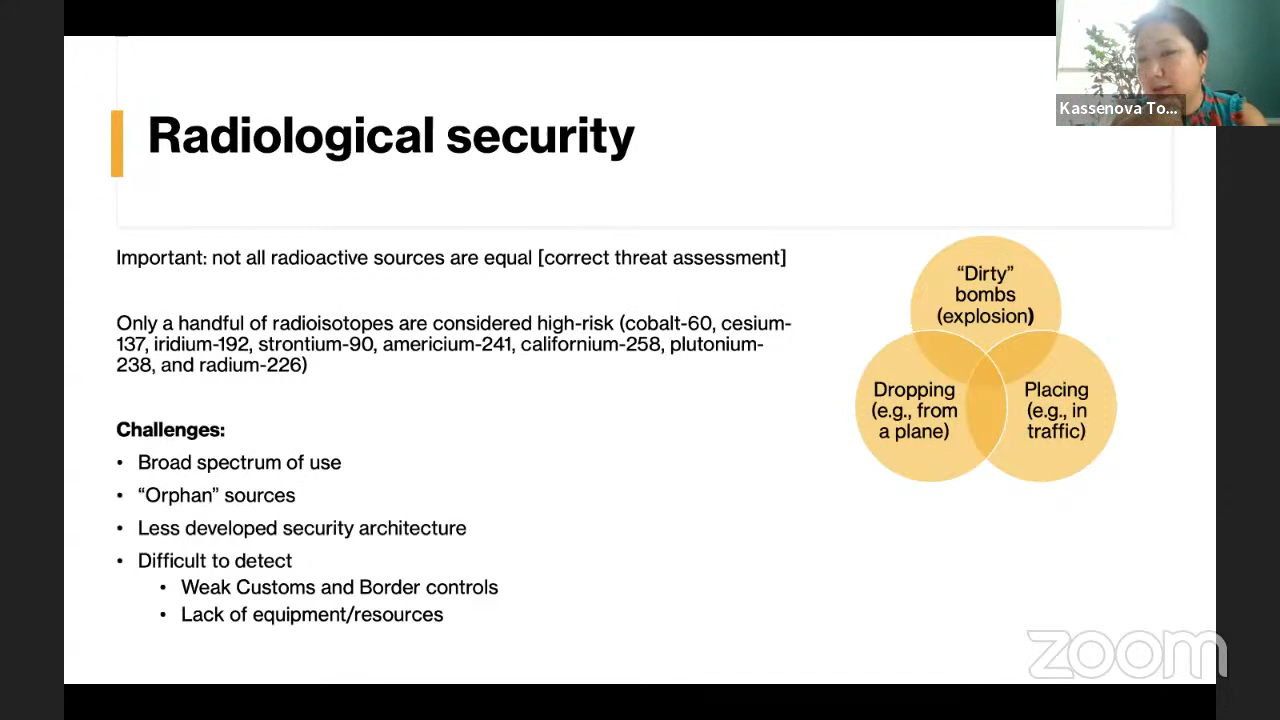 Kassenova To...
Radiological security
Important: not all radioactive sources are equal [correct threat assessment]
Only a handful of radioisotopes are considered high-risk (cobalt-60, cesium-
137, iridium-192, strontium-90, americium-241, californium-258, plutonium-
238, and radium-226)
Challenges:
• Broad spectrum of use
• “Orphan” sources
• Less developed security architecture
• Difficult to detect
• Weak Customs and Border controls
• Lack of equipment/resources
“Dirty”
bombs
(explosion)
Dropping
(e.g., from
a plane)
Placing
(e.g., in
traffic)
zoom